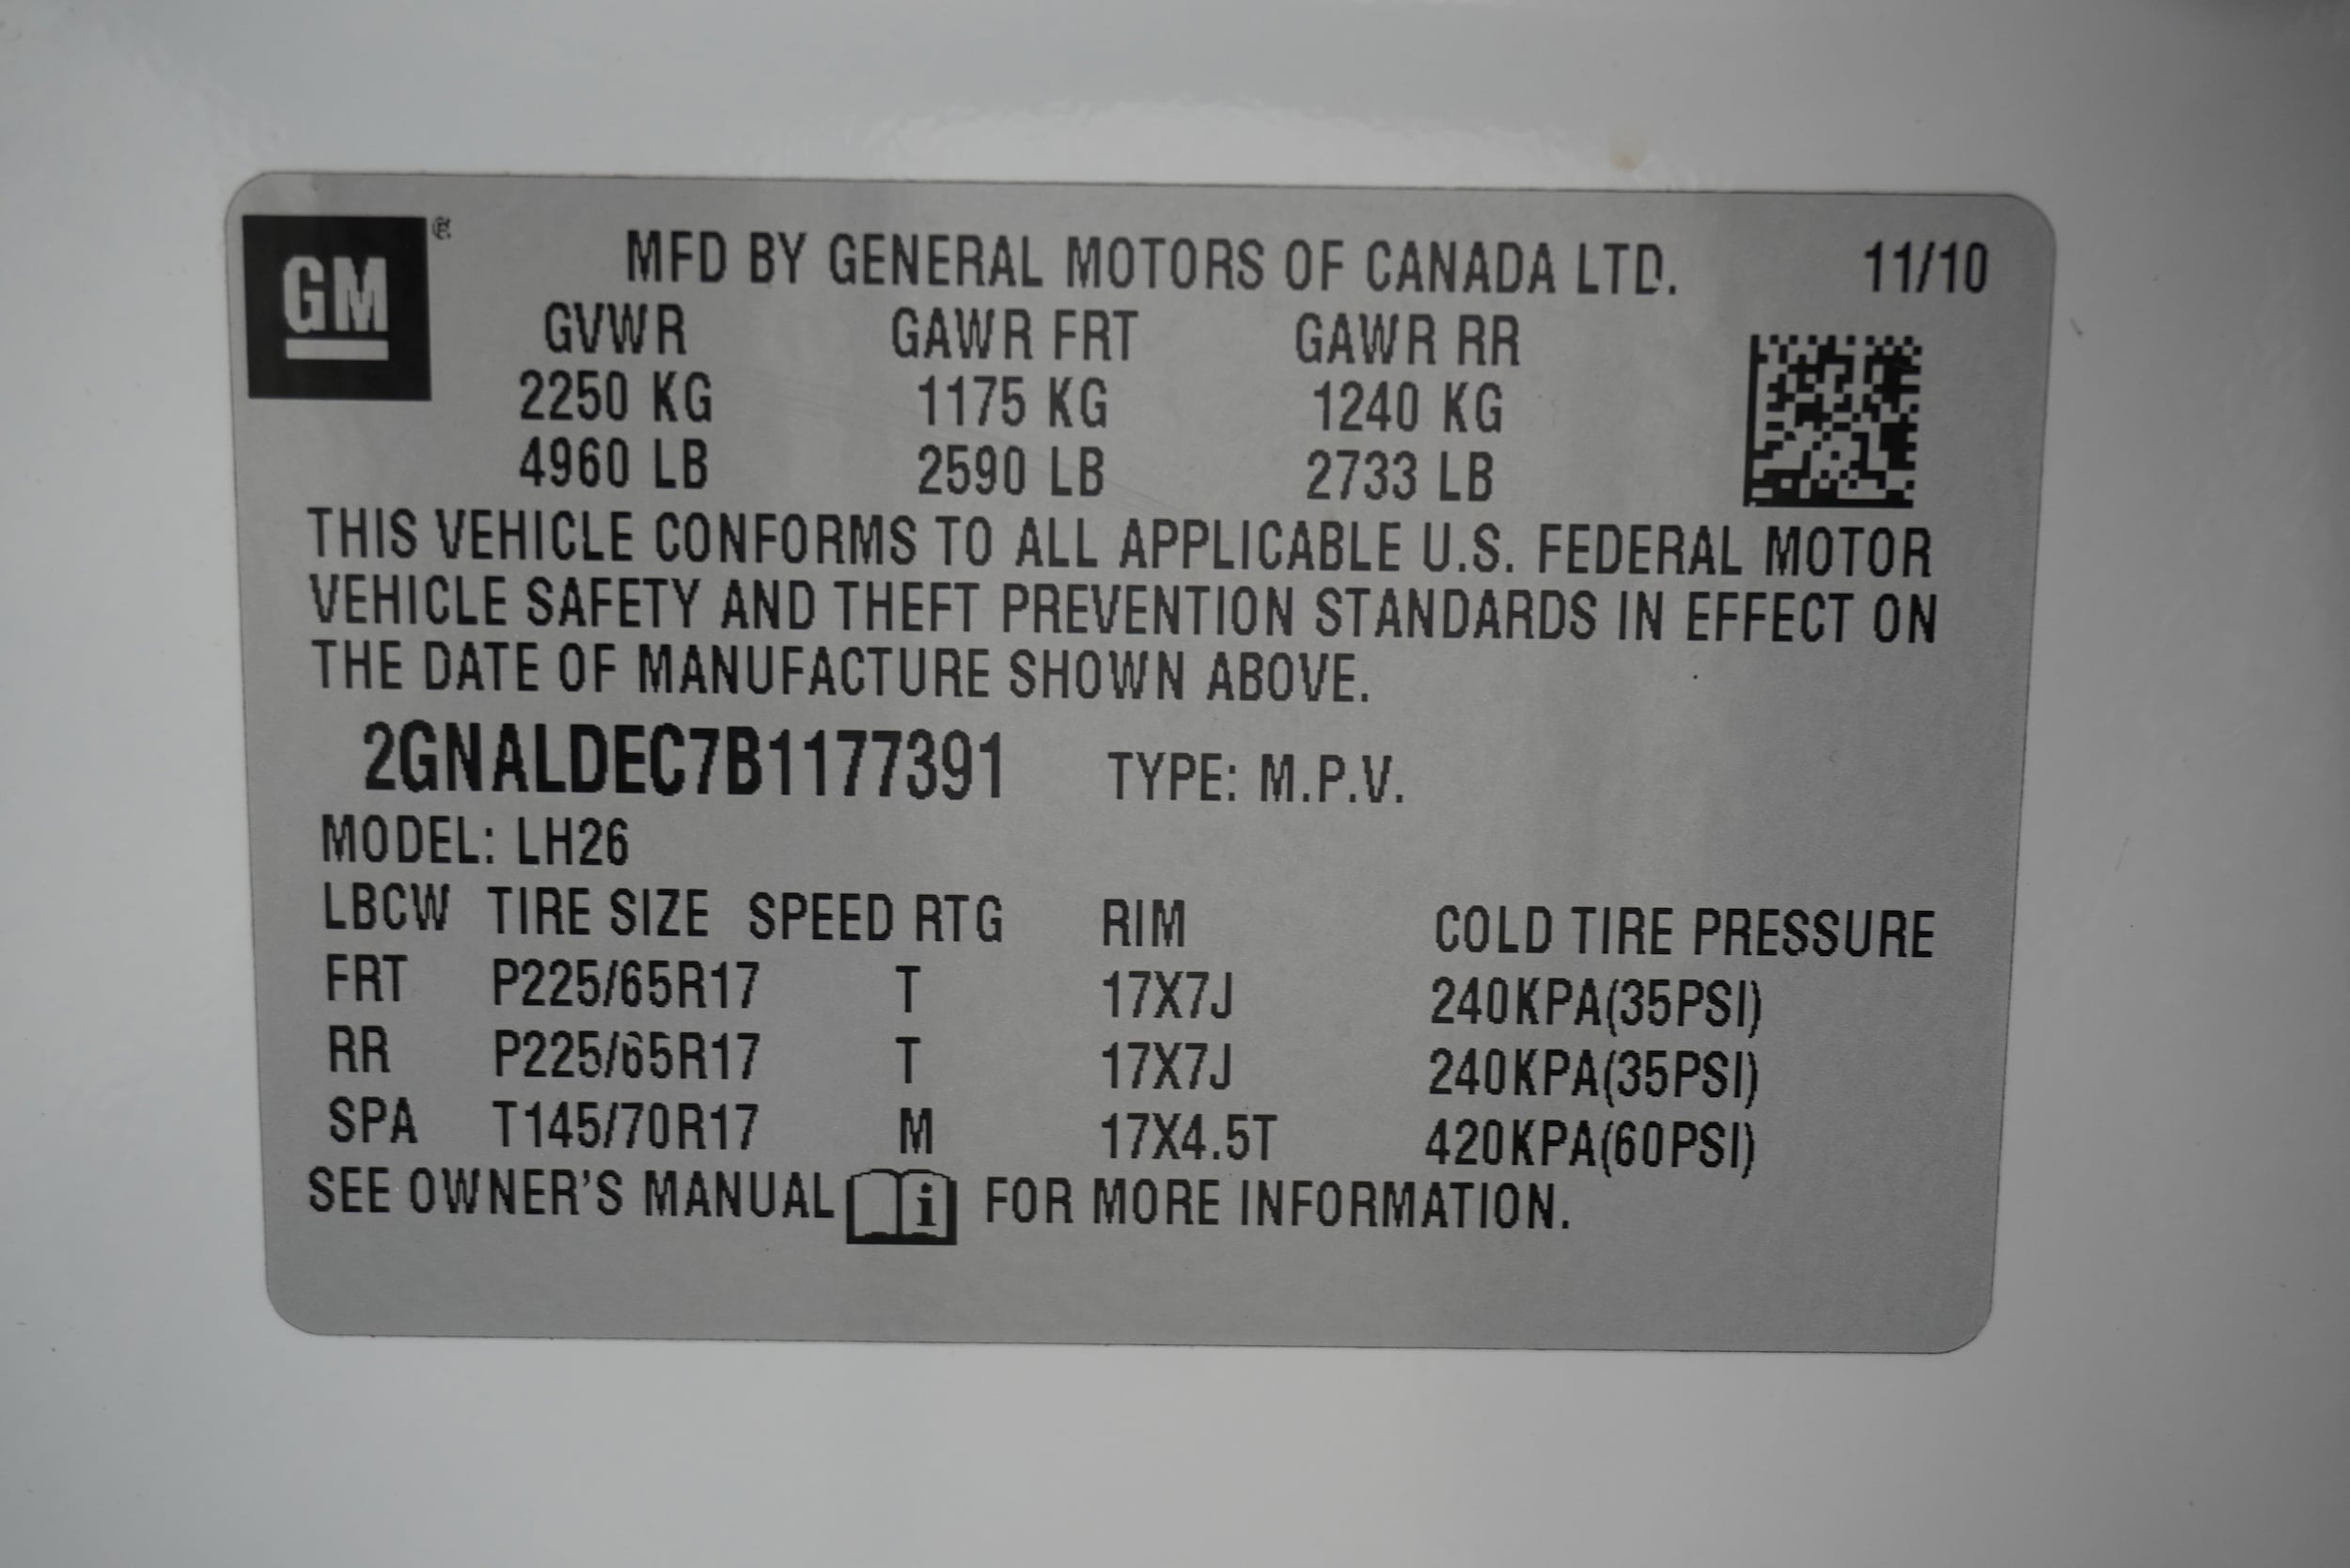 GM ®
MFD BY GENERAL MOTORS OF CANADA LTD. 11/10
GVWR GAWR FRT GAWR RR
2250 KG 1175 KG 1240 KG
4960 LB 2590 LB 2733 LB
THIS VEHICLE CONFORMS TO ALL APPLICABLE U.S. FEDERAL MOTOR
VEHICLE SAFETY AND THEFT PREVENTION STANDARDS IN EFFECT ON
THE DATE OF MANUFACTURE SHOWN ABOVE.
2GNALDEC7B1177391 TYPE: M.P.V.
MODEL: LH26
LBCW TIRE SIZE SPEED RTG RIM COLD TIRE PRESSURE
FRT P225/65R17 T 17X7J 240KPA(35PSI)
RR P225/65R17 T 17X7J 240KPA(35PSI)
SPA T145/70R17 M 17X4.5T 420KPA(60PSI)
SEE OWNER'S MANUAL i FOR MORE INFORMATION.